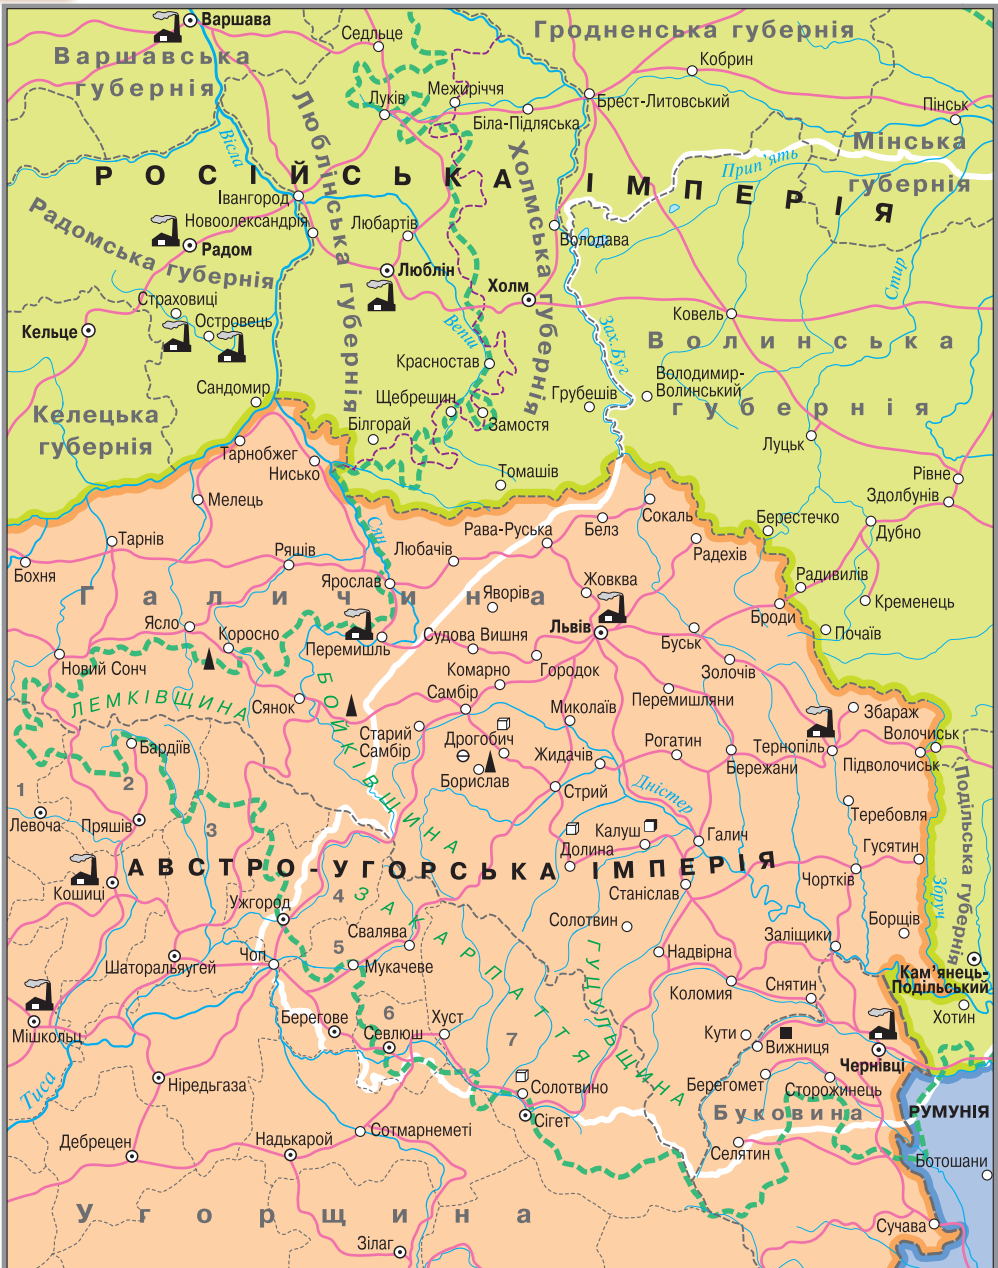 Варшава
Седльце
Гродненська губернія
Варшавська
губернія
Кобрин
Межиріччя
Луків
Брест-Литовський
Біла-Підляська
Пінськ
Мінська
губернія
Вісла
Люблінська губернія
Холмська губернія
Прип'ять
РОСІЙСЬКА ІМПЕРІЯ
Івангород
Новоолександрія
Любартів
Володава
Радомська губернія
Радом
Люблін
Холм
Стир
Страховиці
Островець
Кельце
Вепш
Зах. Буг
Ковель
Волинська
губернія
Красностав
Володимир-
Волинський
Сандомир
Щебрешин
Грубешів
Замостя
Білгорай
Келецька
губернія
Луцьк
Тарнобжег
Нисько
Томашів
Рівне
Здолбунів
Мелець
Сокаль
Берестечко
Дубно
Сян
Рава-Руська
Белз
Радехів
Тарнів
Ряшів
Любачів
Бохня
Ярослав
Жовква
Радивилів
Галичина
Яворів
Кременець
Броди
Ясло
Коросно
Перемишль
Судова Вишня
Львів
Буськ
Почаїв
Новий Сонч
Комарно
Городок
Золочів
ЛЕМКІВЩИНА
Сянок
БОЙКІВЩИНА
Самбір
Миколаїв
Перемишляни
Збараж
Старий
Самбір
Дрогобич
Жидачів
Рогатин
Тернопіль
Волочиськ
Бардіїв
Борислав
Бережани
Підволочиськ
1
2
3
Стрий
Дністер
Подільська губернія
Левоча
Пряшів
Теребовля
Калуш
Долина
Галич
Гусятин
АВСТРО-УГОРСЬКА ІМПЕРІЯ
Кошиці
Станіслав
Чортків
Збруч
Ужгород
4
ЗАКАРПАТТЯ
Солотвин
Борщів
Свалява
ГУЦУЛЬЩИНА
Заліщики
5
Чоп
Шаторальяугей
Мукачеве
Надвірна
Кам'янець-
Подільський
Коломия
Снятин
Хотин
6
Берегове
Севлюш
Хуст
7
Кути
Вижниця
Мішкольц
Чернівці
Тиса
Ніредьгаза
Солотвино
Берегомет
Сторожинець
Буковина
РУМУНІЯ
Сігет
Дебрецен
Надькарой
Сотмарнеметі
Селятин
Ботошани
Угорщина
Зілаг
Сучава